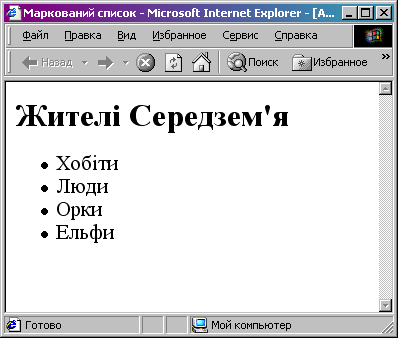 Маркований список - Microsoft Internet Explorer - [А...
Файл Правка Вид Избранное Сервис Справка
Назад Поиск Избранное »
Жителі Середзем'я
• Хобіти
• Люди
• Орки
• Ельфи
Готово Мой компьютер